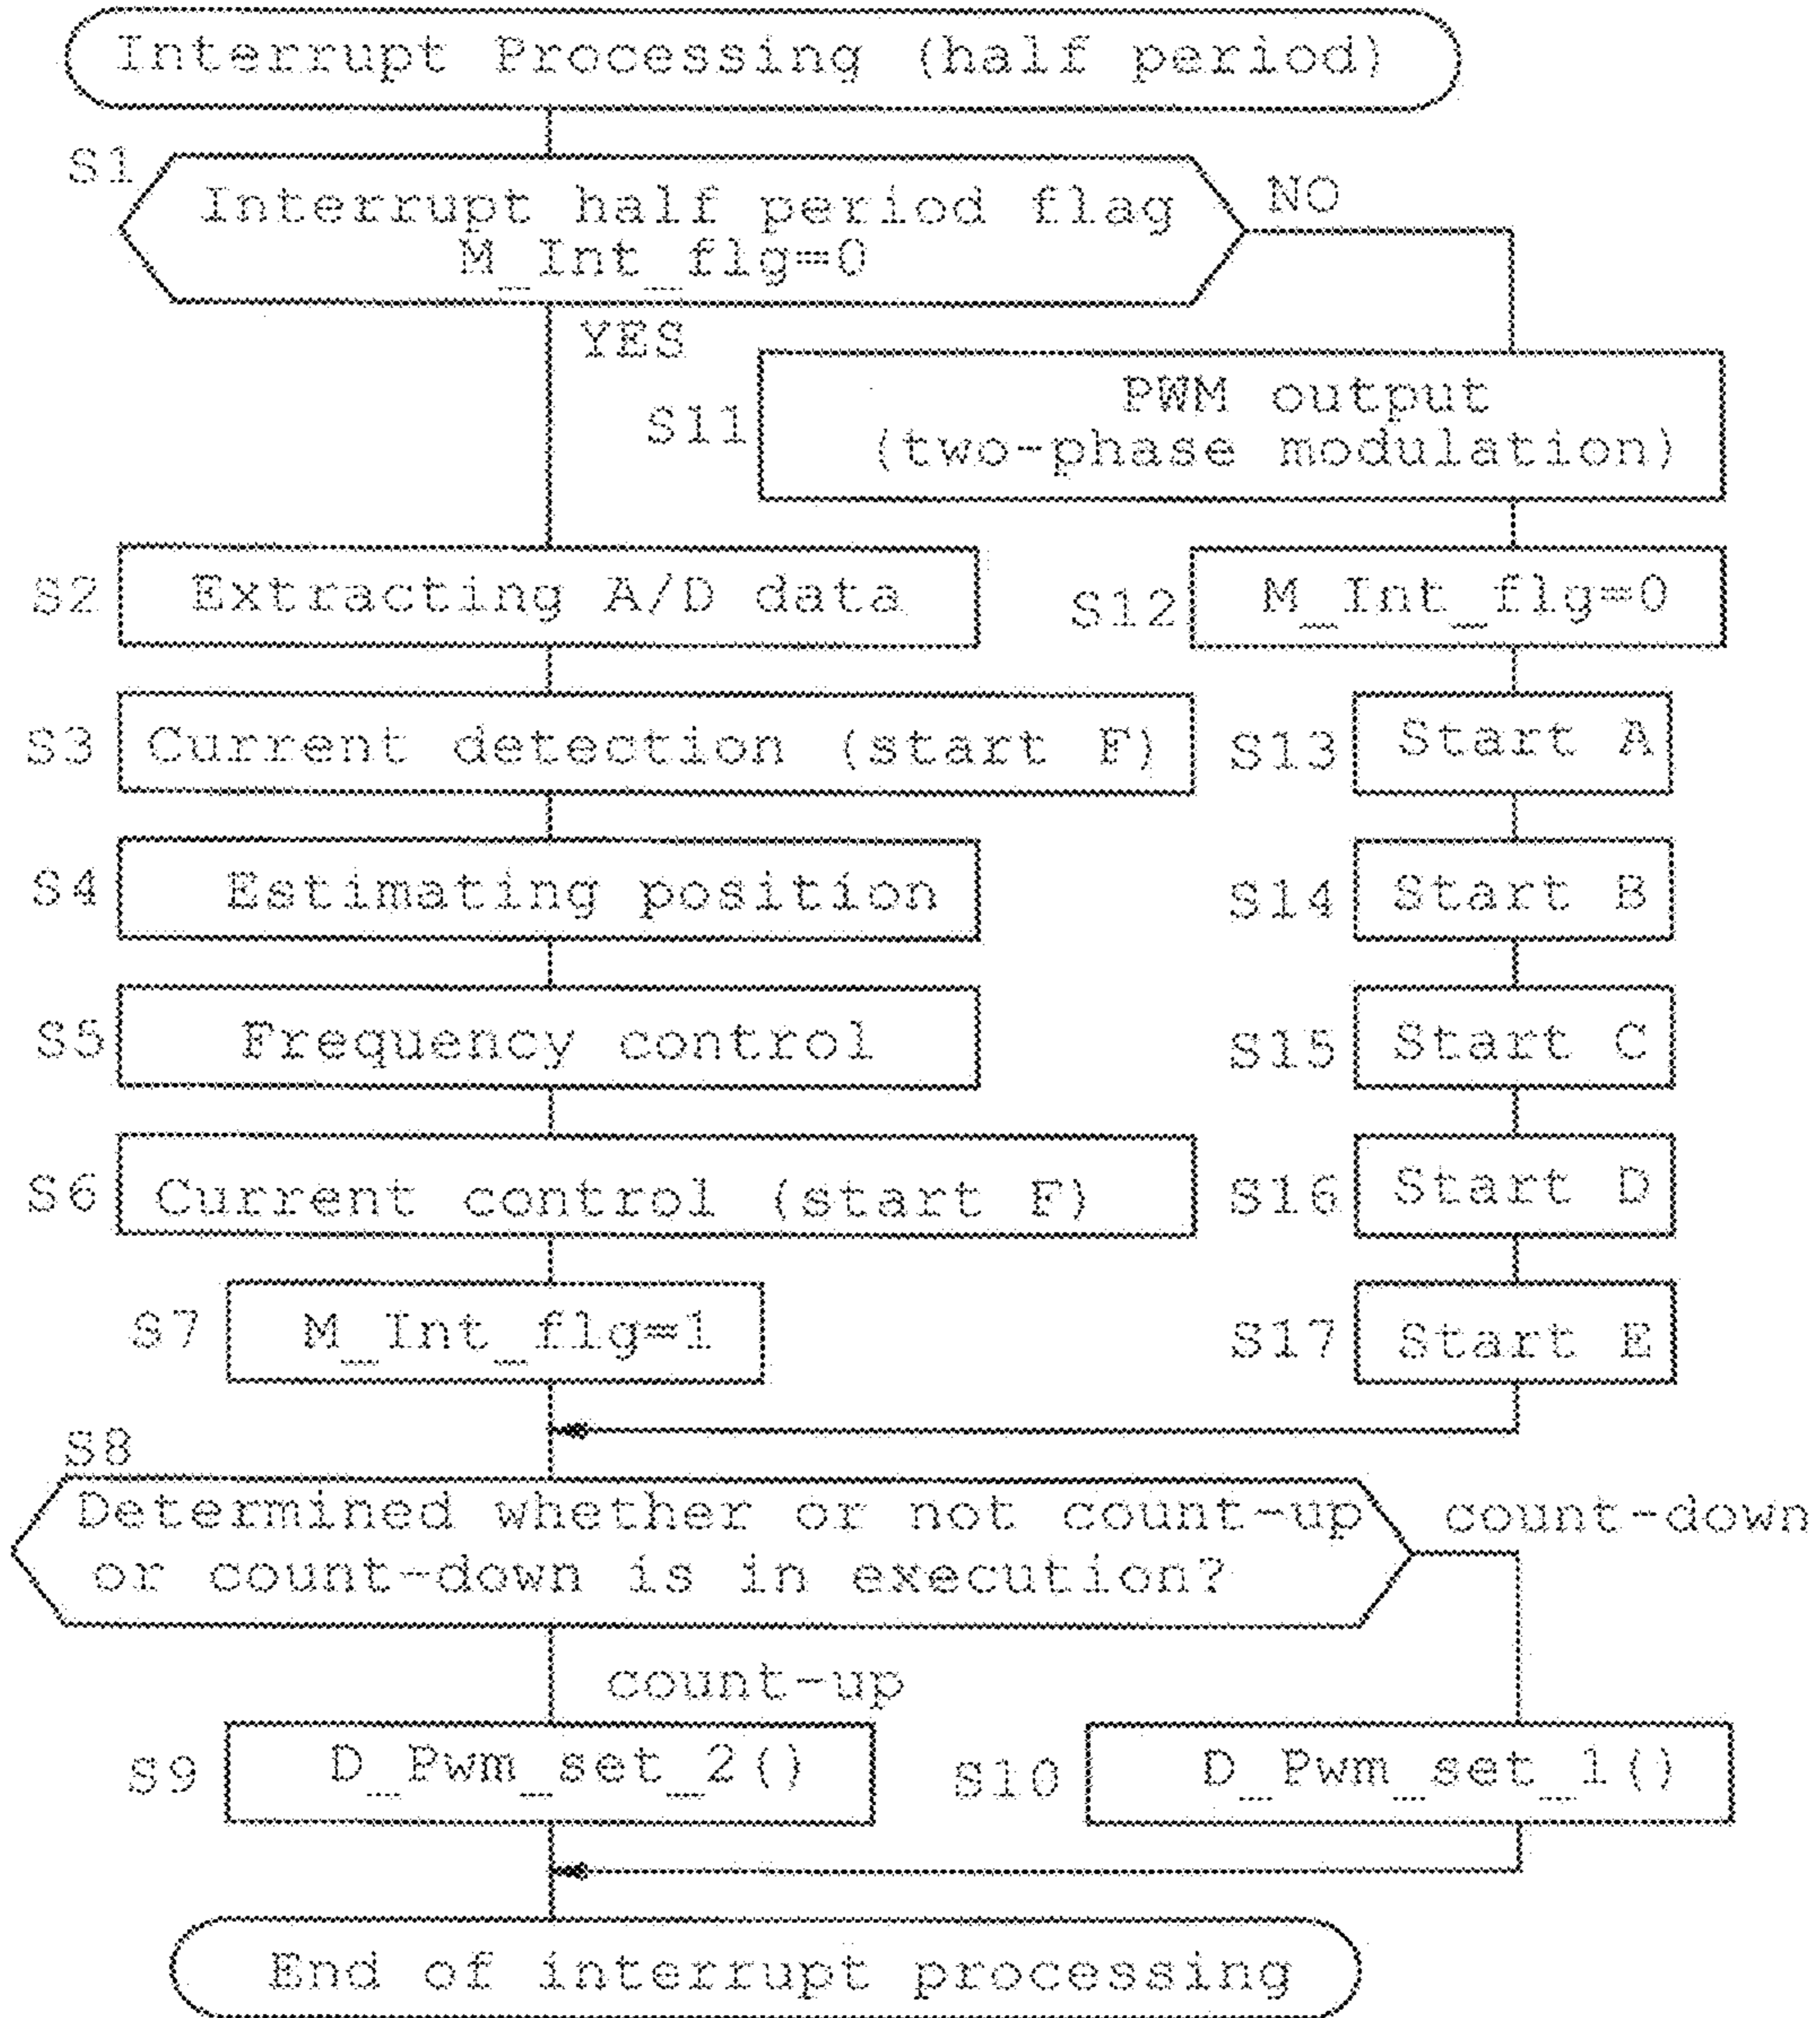 Interrupt Processing (half period)
S1
Interrupt half period flag
M_Int_flg=0
NO
YES
S11
PWM output
(two-phase modulation)
S2
Extracting A/D data
S12
M_Int_flg=0
S3
Current detection (start F)
S13
Start A
S4
Estimating position
S14
Start B
S5
Frequency control
S15
Start C
S6
Current control (start F)
S16
Start D
S7
M_Int_flg=1
S17
Start E
S8
Determined whether or not count-up
or count-down is in execution?
count-down
count-up
S9
D_Pwm_set_2()
S10
D_Pwm_set_1()
End of interrupt processing